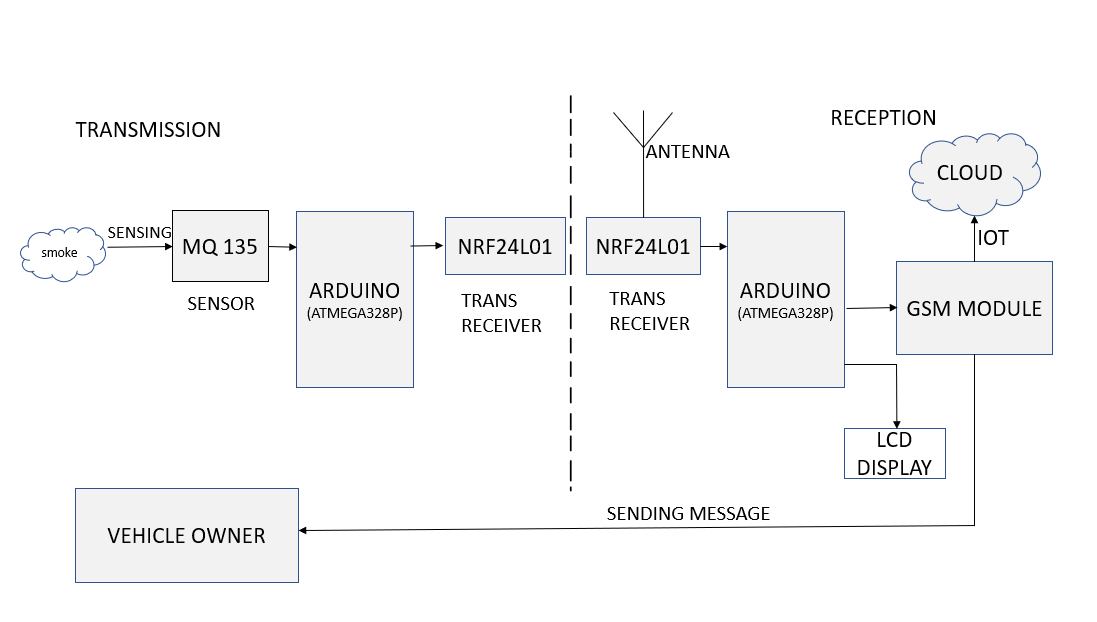 TRANSMISSION
RECEPTION
ANTENNA
CLOUD
smoke
SENSING
MQ 135
SENSOR
ARDUINO
(ATMEGA328P)
NRF24L01
TRANS
RECEIVER
NRF24L01
TRANS
RECEIVER
ARDUINO
(ATMEGA328P)
IOT
GSM MODULE
LCD
DISPLAY
SENDING MESSAGE
VEHICLE OWNER